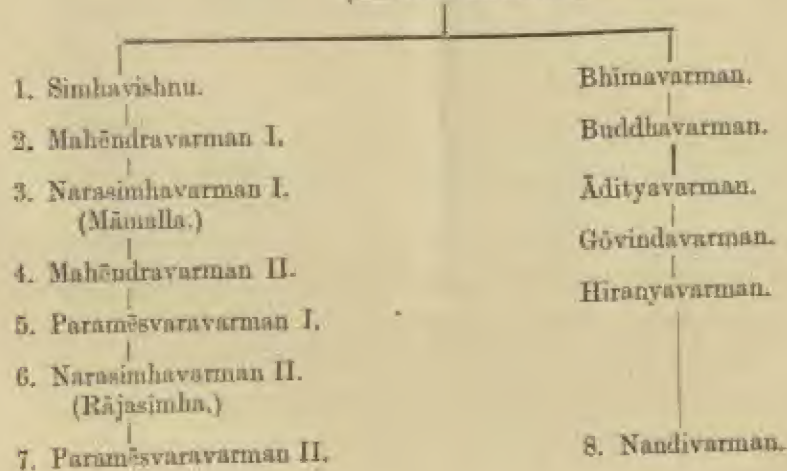 1. Simhavishnu.
2. Mahēndravarman I.
3. Narasimhavarman I.
(Māmalla.)
4. Mahēndravarman II.
5. Paramēsvaravarman I.
6. Narasimhavarman II.
(Rājasimha.)
7. Paramēsvaravarman II.
Bhīmavarman.
Buddhavarman.
Ādityavarman.
Gōvindavarman.
Hiranyavarman.
8. Nandivarman.